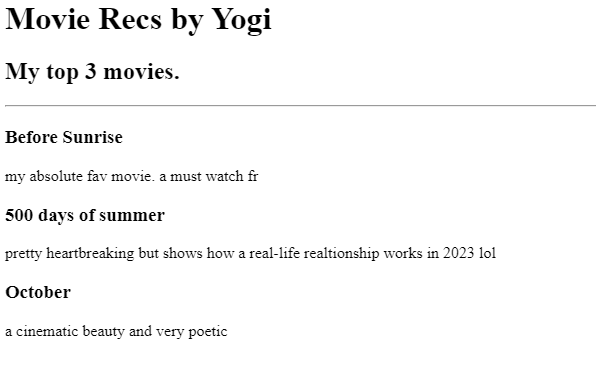 Movie Recs by Yogi
My top 3 movies.
Before Sunrise
my absolute fav movie. a must watch fr
500 days of summer
pretty heartbreaking but shows how a real-life realtionship works in 2023 lol
October
a cinematic beauty and very poetic